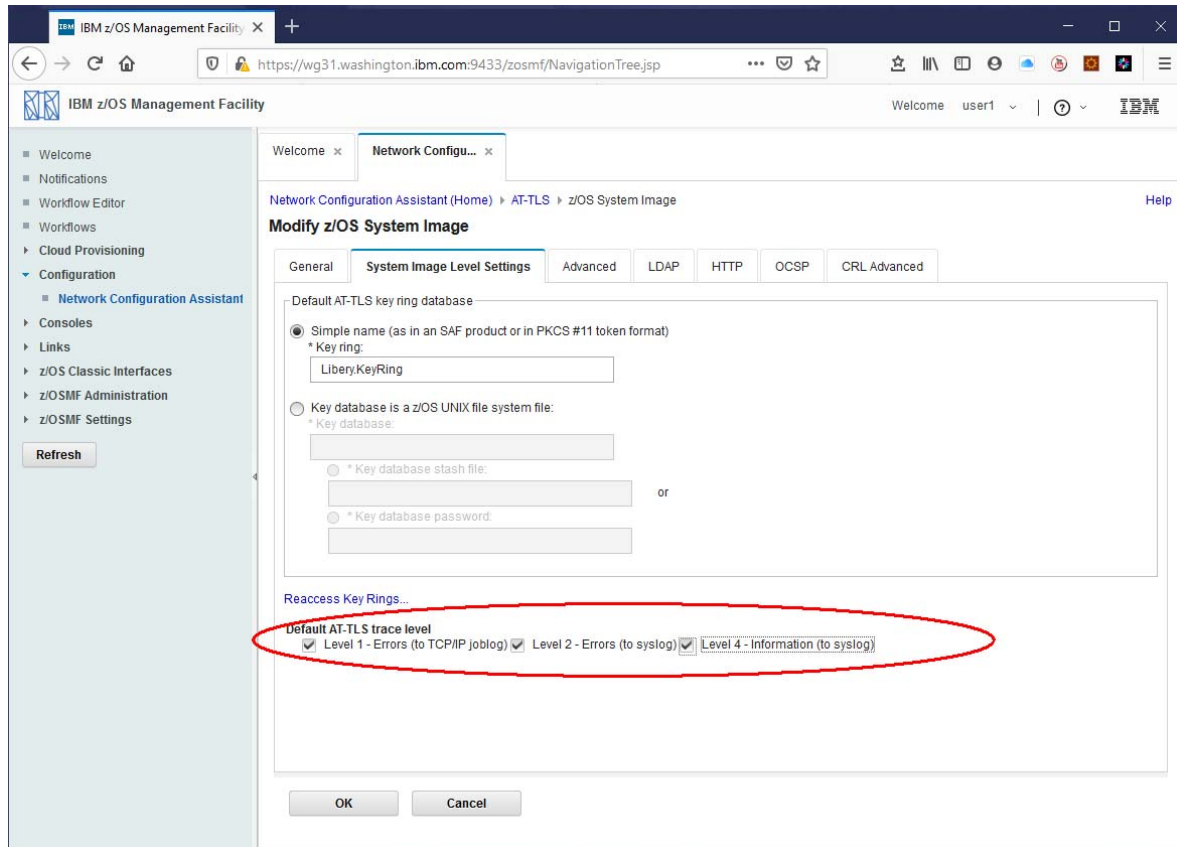 IBM IBM z/OS Management Facility
https://wg31.washington.ibm.com:9433/zosmf/NavigationTree.jsp
IBM z/OS Management Facility
Welcome user1
IBM
Welcome
Notifications
Workflow Editor
Workflows
Cloud Provisioning
Configuration
Network Configuration Assistant
Consoles
Links
z/OS Classic Interfaces
z/OSMF Administration
z/OSMF Settings
Refresh
Welcome
Network Configu...
Network Configuration Assistant (Home) AT-TLS z/OS System Image
Help
Modify z/OS System Image
General System Image Level Settings Advanced LDAP HTTP OCSP CRL Advanced
Default AT-TLS key ring database
Simple name (as in an SAF product or in PKCS #11 token format)
* Key ring:
Libery.KeyRing
Key database is a z/OS UNIX file system file:
* Key database:
* Key database stash file:
or
* Key database password:
Reaccess Key Rings...
Default AT-TLS trace level
Level 1 - Errors (to TCP/IP joblog) Level 2 - Errors (to syslog) Level 4 - Information (to syslog)
OK Cancel